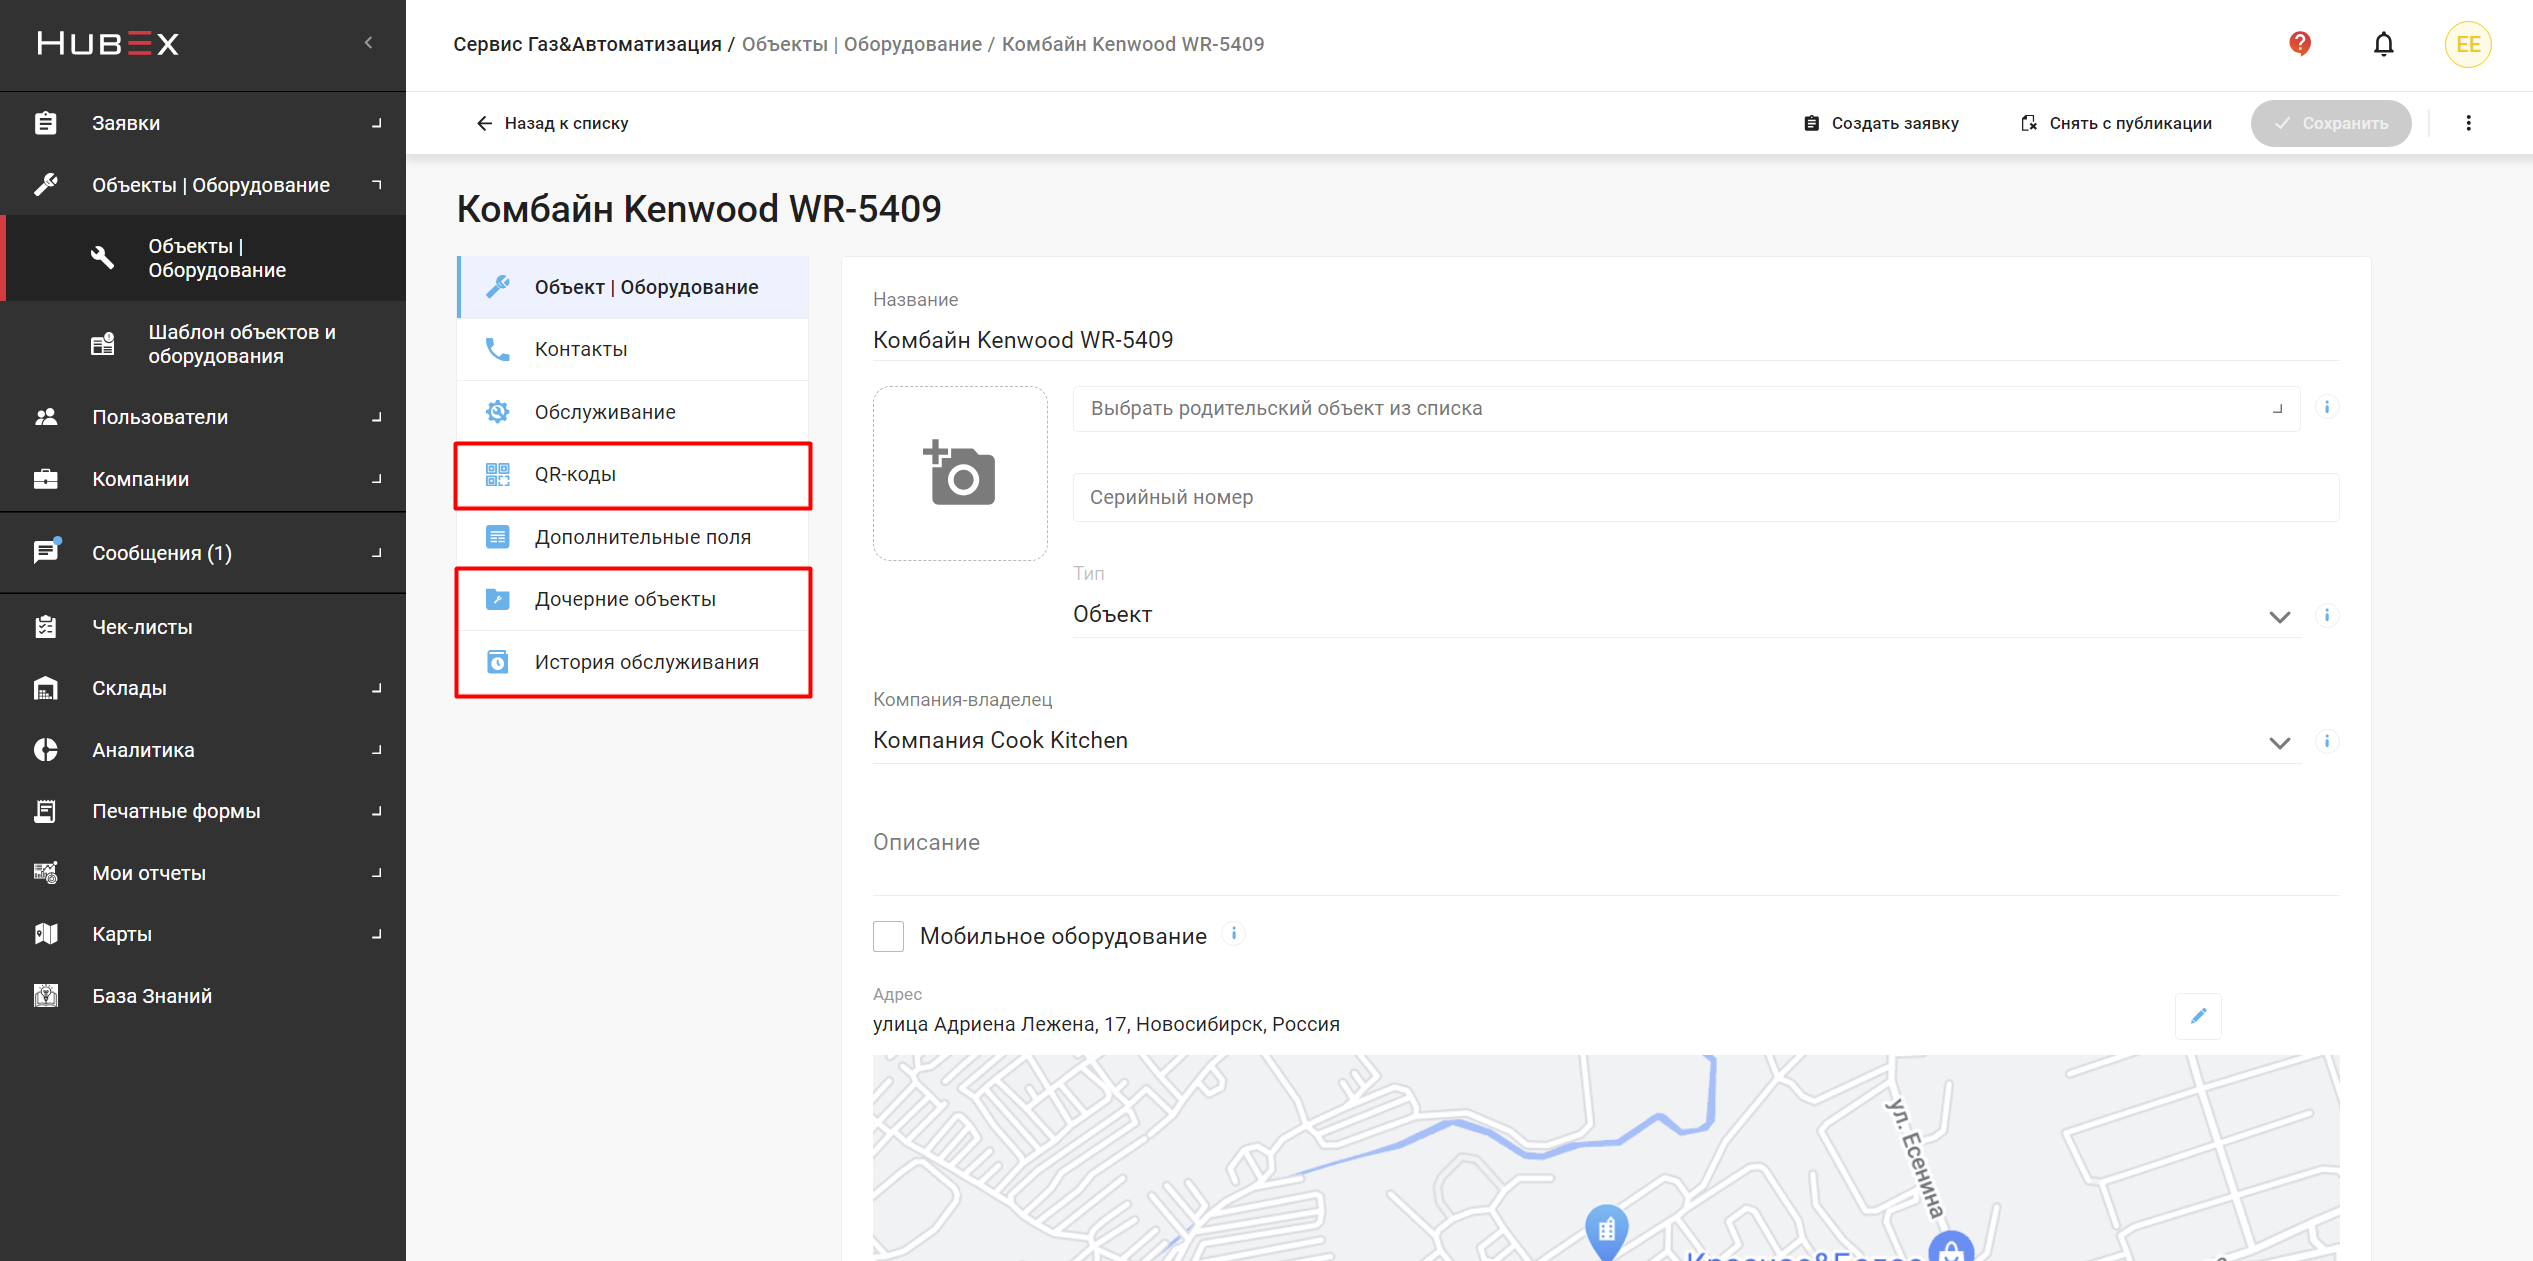 HUBEX
Заявки
Объекты | Оборудование
Объекты |
Оборудование
Шаблон объектов и
оборудования
Пользователи
Компании
Сообщения (1)
Чек-листы
Склады
Аналитика
Печатные формы
Мои отчеты
Карты
База Знаний
Сервис Газ&Автоматизация / Объекты | Оборудование / Комбайн Kenwood WR-5409
EE
Назад к списку
Создать заявку
Снять с публикации
Сохранить
Комбайн Kenwood WR-5409
Объект | Оборудование
Контакты
Обслуживание
QR-коды
Дополнительные поля
Дочерние объекты
История обслуживания
Название
Комбайн Kenwood WR-5409
Выбрать родительский объект из списка
Серийный номер
Тип
Объект
Компания-владелец
Компания Cook Kitchen
Описание
Мобильное оборудование
Адрес
улица Адриена Лежена, 17, Новосибирск, Россия
ул. Есенина
Красное&Белое